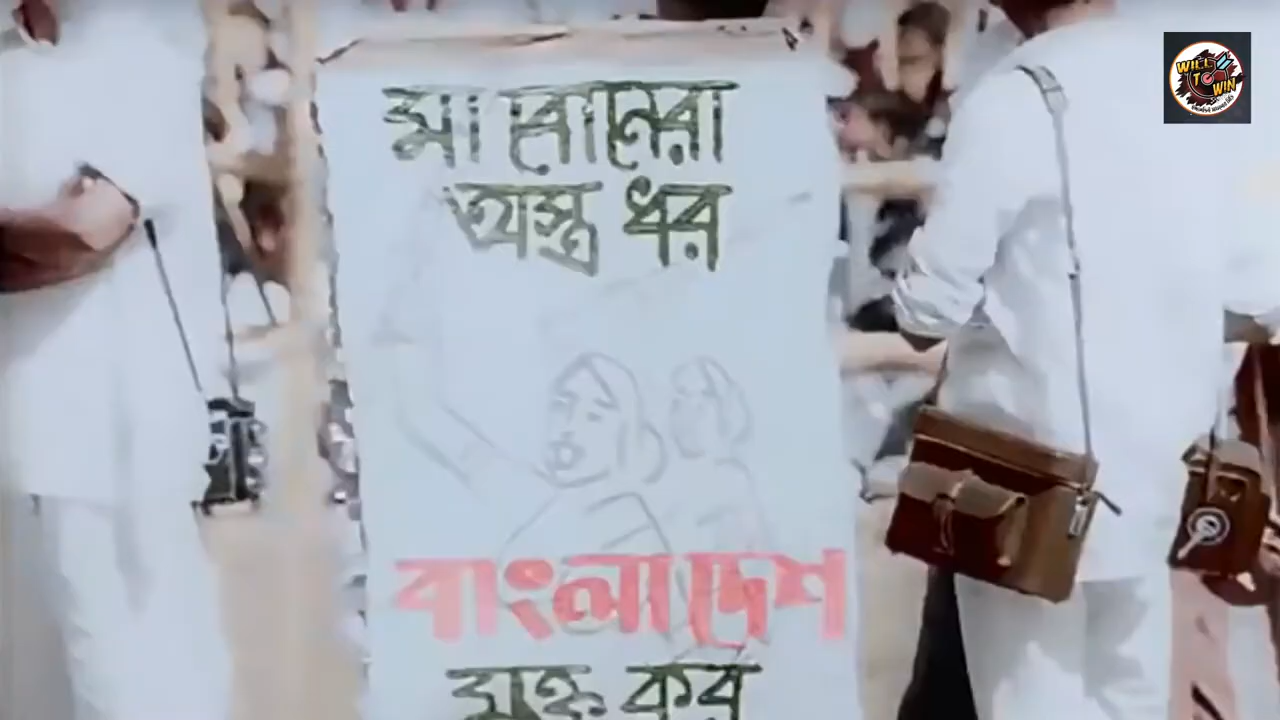 WILL
TO
WIN
মা বোনেরা
অস্ত্র ধর
বাংলাদেশ
মুক্ত কর